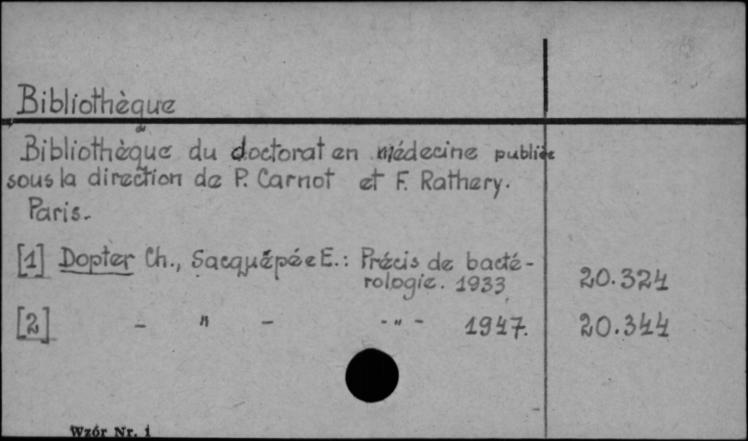 Bibliothèque
Bibliothèque du doctorat en médecine publiée
sous la direction de P. Carnot et F. Rathery.
Paris.
[1] Dopter Ch., Sacquépée E.: Précis de bacté-
rologie. 1933 20.324
[2] - " - - " - 1947. 20.344
Wzór Nr. 1